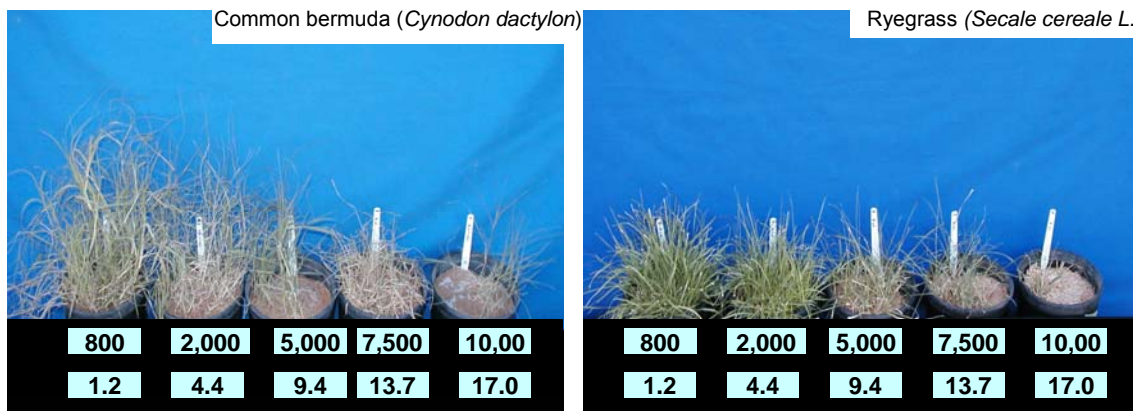 Common bermuda (Cynodon dactylon)
800 2,000 5,000 7,500 10,00
1.2 4.4 9.4 13.7 17.0
Ryegrass (Secale cereale L.
800 2,000 5,000 7,500 10,00
1.2 4.4 9.4 13.7 17.0